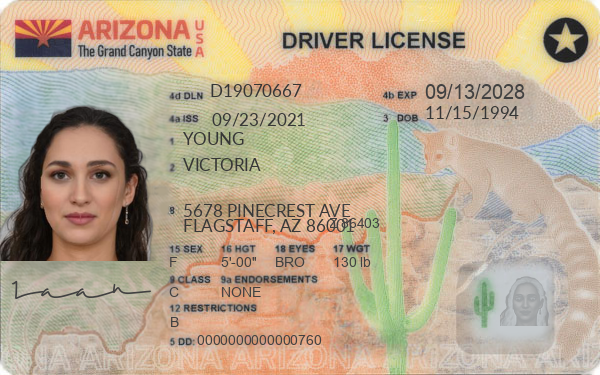 ARIZONA USA
The Grand Canyon State
DRIVER LICENSE
4d DLN D19070667
4b EXP 09/13/2028
4a ISS 09/23/2021
3 DOB 11/15/1994
1 YOUNG
2 VICTORIA
8 5678 PINECREST AVE
FLAGSTAFF, AZ 86001
86403
15 SEX 16 HGT 18 EYES 17 WGT
F 5'-00" BRO 130 lb
9 CLASS 9a ENDORSEMENTS
C NONE
12 RESTRICTIONS
B
5 DD: 0000000000000760
ARIZONA ARIZONA ARIZONA ARIZONA